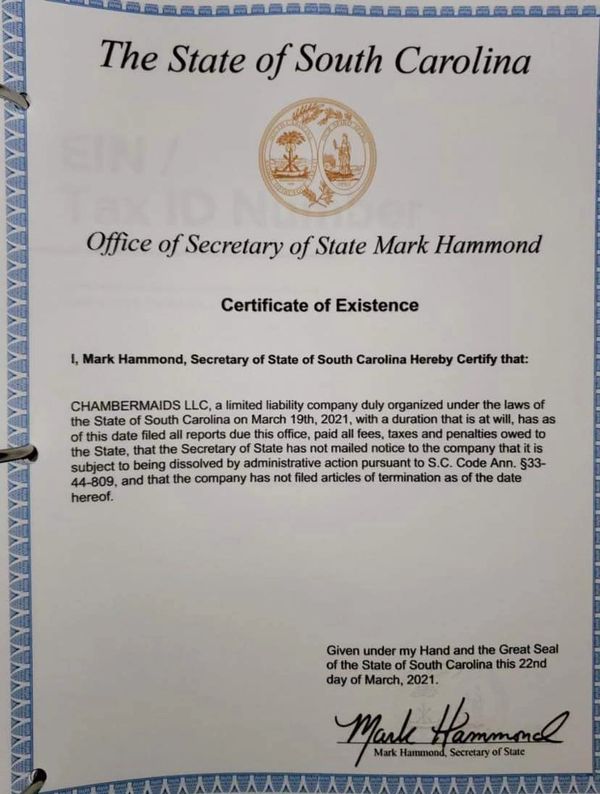 The State of South Carolina
EIN /
Tax ID Number
Office of Secretary of State Mark Hammond
Certificate of Existence
I, Mark Hammond, Secretary of State of South Carolina Hereby Certify that:
CHAMBERMAIDS LLC, a limited liability company duly organized under the laws of
the State of South Carolina on March 19th, 2021, with a duration that is at will, has as
of this date filed all reports due this office, paid all fees, taxes and penalties owed to
the State, that the Secretary of State has not mailed notice to the company that it is
subject to being dissolved by administrative action pursuant to S.C. Code Ann. §33-
44-809, and that the company has not filed articles of termination as of the date
hereof.
Given under my Hand and the Great Seal
of the State of South Carolina this 22nd
day of March, 2021.
Mark Hammond
Mark Hammond, Secretary of State